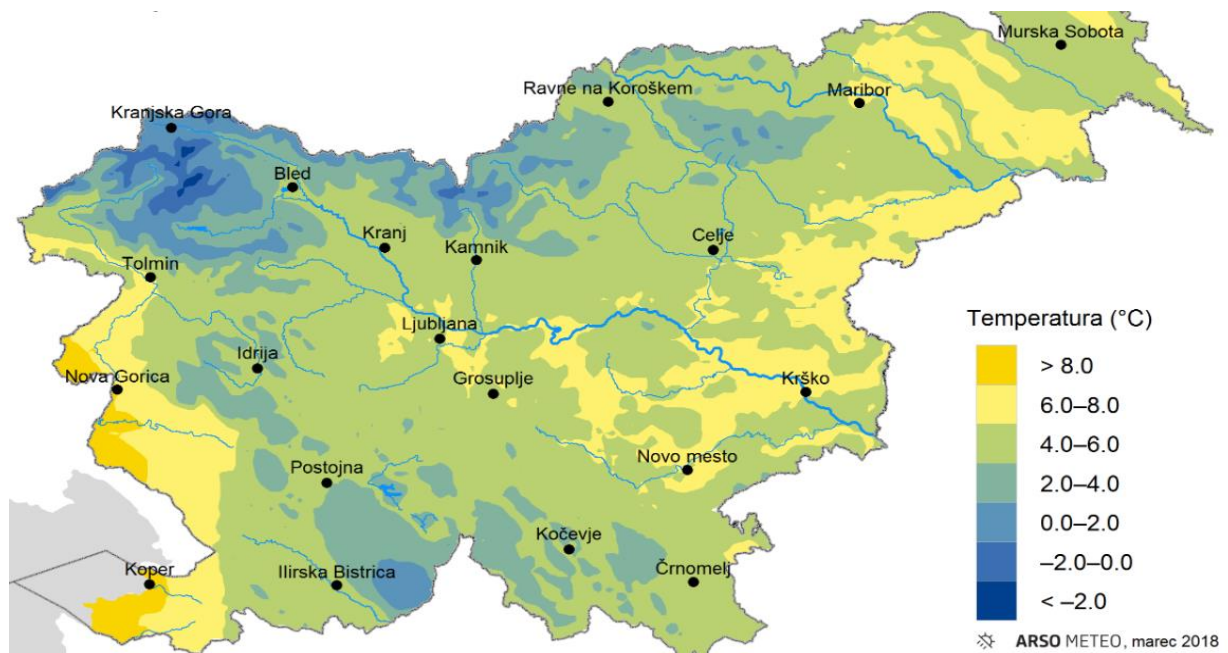 Murska Sobota
Ravne na Koroškem
Maribor
Kranjska Gora
Bled
Kranj
Kamnik
Celje
Tolmin
Ljubljana
Idrija
Nova Gorica
Grosuplje
Krško
Novo mesto
Postojna
Kočevje
Koper
Ilirska Bistrica
Črnomelj
Temperatura (°C)
> 8.0
6.0–8.0
4.0–6.0
2.0–4.0
0.0–2.0
–2.0–0.0
< –2.0
ARSO METEO, marec 2018